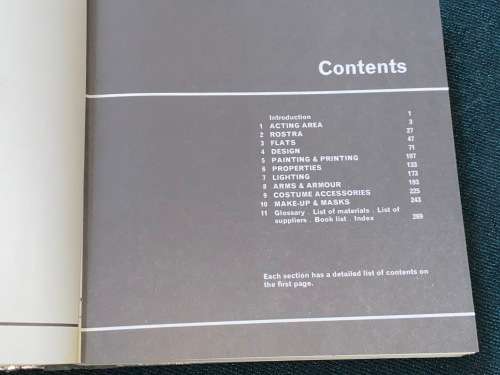 Contents
Introduction 1
1 ACTING AREA 3
2 ROSTRA 27
3 FLATS 47
4 DESIGN 71
5 PAINTING & PRINTING 107
6 PROPERTIES 133
7 LIGHTING 173
8 ARMS & ARMOUR 193
9 COSTUME ACCESSORIES 225
10 MAKE-UP & MASKS 243
11 Glossary . List of materials . List of
suppliers . Book list . Index 269
Each section has a detailed list of contents on
the first page.